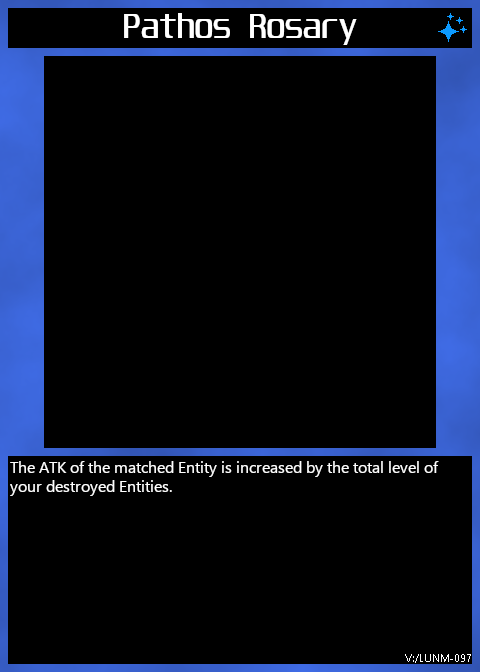 Pathos Rosary
The ATK of the matched Entity is increased by the total level of
your destroyed Entities.
V:/LUNM-097